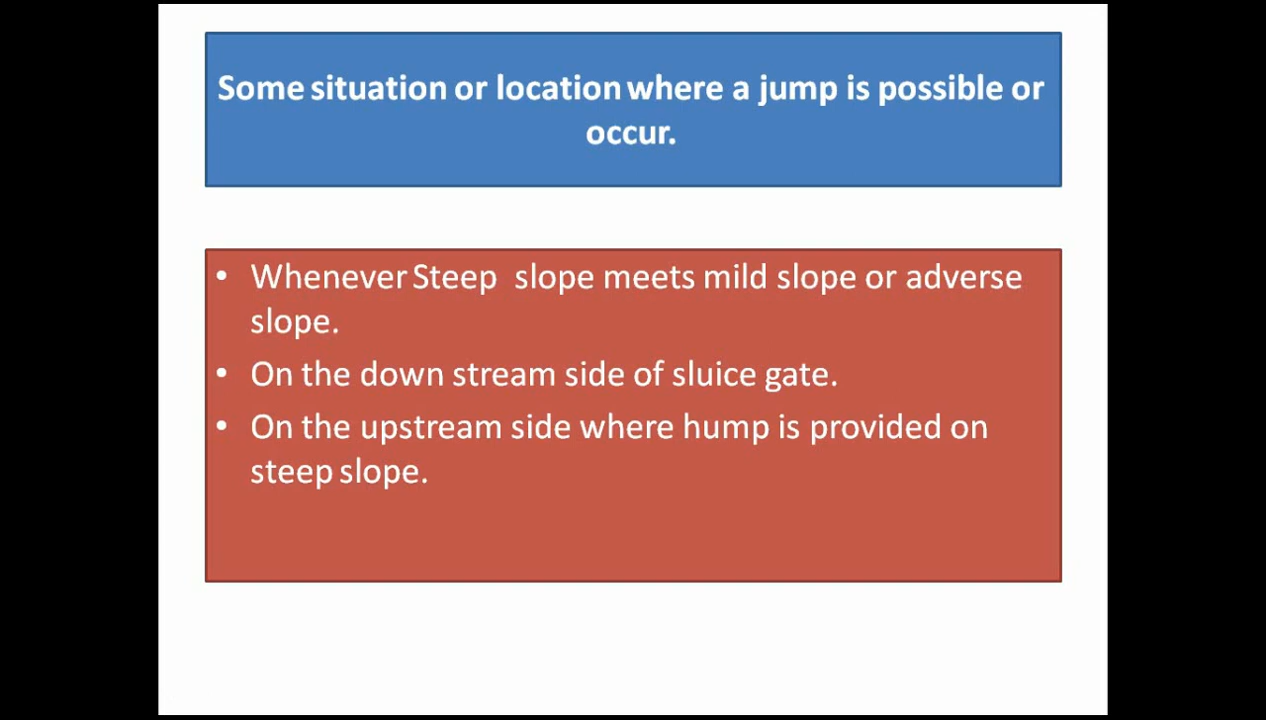 Some situation or location where a jump is possible or
occur.
• Whenever Steep slope meets mild slope or adverse
slope.
• On the down stream side of sluice gate.
• On the upstream side where hump is provided on
steep slope.